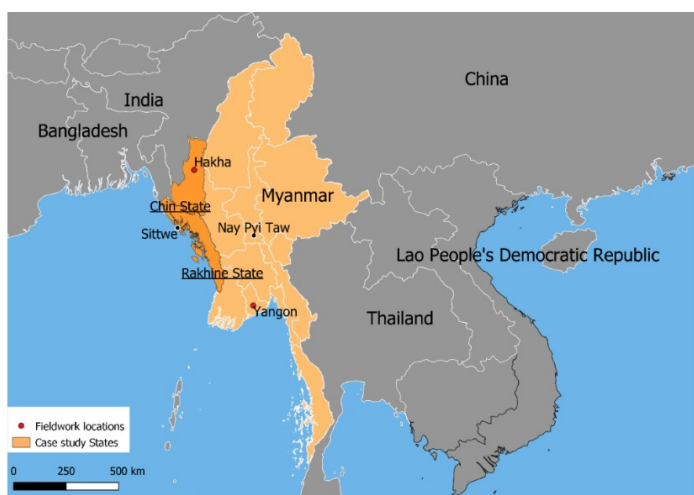 China
India
Bangladesh
Hakha
Myanmar
Chin State
Sittwe
Nay Pyi Taw
Lao People's Democratic Republic
Rakhine State
Yangon
Thailand
Fieldwork locations
Case study States
0 250 500 km